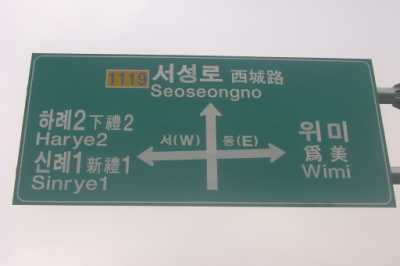 1119 서성로 西城路
Seoseongno
하례2 下禮2
Harye2
신례1 新禮1
Sinrye1
서(W) 동(E)
위미
爲美
Wimi